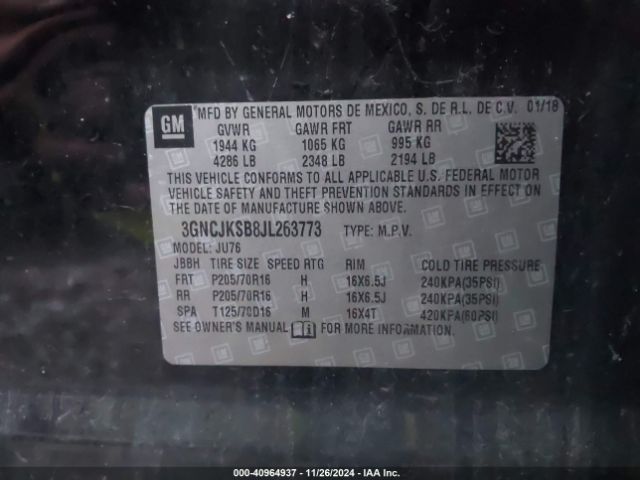 GM
MFD BY GENERAL MOTORS DE MEXICO, S. DE R.L. DE C.V. 01/18
GVWR GAWR FRT GAWR RR
1944 KG 1065 KG 995 KG
4286 LB 2348 LB 2194 LB
THIS VEHICLE CONFORMS TO ALL APPLICABLE U.S. FEDERAL MOTOR
VEHICLE SAFETY AND THEFT PREVENTION STANDARDS IN EFFECT ON THE
DATE OF MANUFACTURE SHOWN ABOVE.
3GNCJKSB8JL263773 TYPE: M.P.V.
MODEL: JU76
JBBH TIRE SIZE SPEED RTG RIM COLD TIRE PRESSURE
FRT P205/70R16 H 16X6.5J 240KPA(35PSI)
RR P205/70R16 H 16X6.5J 240KPA(35PSI)
SPA T125/70D16 M 16X4T 420KPA(60PSI)
SEE OWNER'S MANUAL FOR MORE INFORMATION.
000-40964937 - 11/26/2024 - IAA Inc.